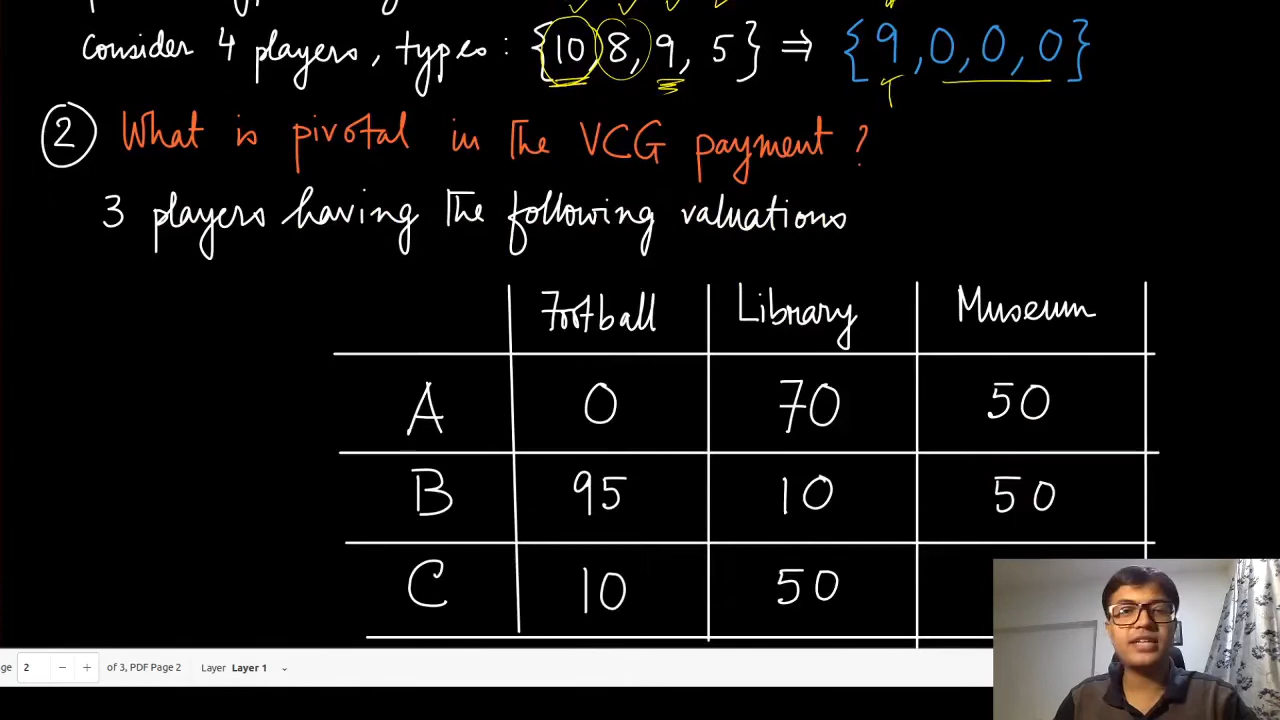 Consider 4 players, types : {10, 8, 9, 5} ⇒ {9, 0, 0, 0}
2 What is pivotal in the VCG payment ?
3 players having the following valuations
Football Library Museum
A 0 70 50
B 95 10 50
C 10 50
ge 2 − + of 3, PDF Page 2 Layer Layer 1